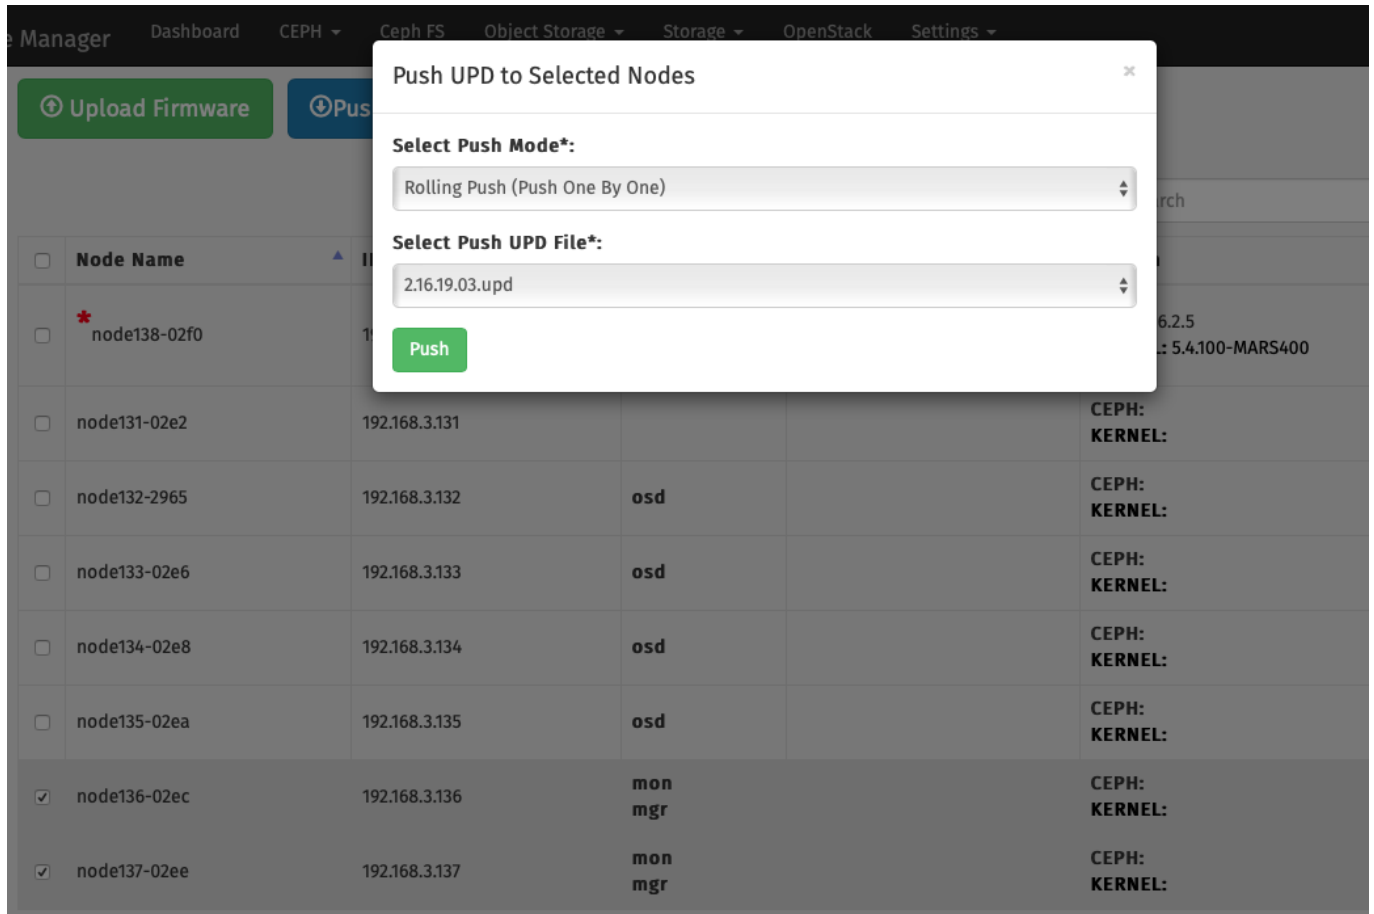 Manager Dashboard CEPH Ceph FS Object Storage Storage OpenStack Settings
Push UPD to Selected Nodes ×
Upload Firmware
Select Push Mode*:
Rolling Push (Push One By One)
Select Push UPD File*:
Node Name
2.16.19.03.upd
* node138-02f0 6.2.5
Push
5.4.100-MARS400
node131-02e2 192.168.3.131 CEPH:
KERNEL:
node132-2965 192.168.3.132 osd CEPH:
KERNEL:
node133-02e6 192.168.3.133 osd CEPH:
KERNEL:
node134-02e8 192.168.3.134 osd CEPH:
KERNEL:
node135-02ea 192.168.3.135 osd CEPH:
KERNEL:
node136-02ec 192.168.3.136 mon CEPH:
mgr KERNEL:
node137-02ee 192.168.3.137 mon CEPH:
mgr KERNEL: